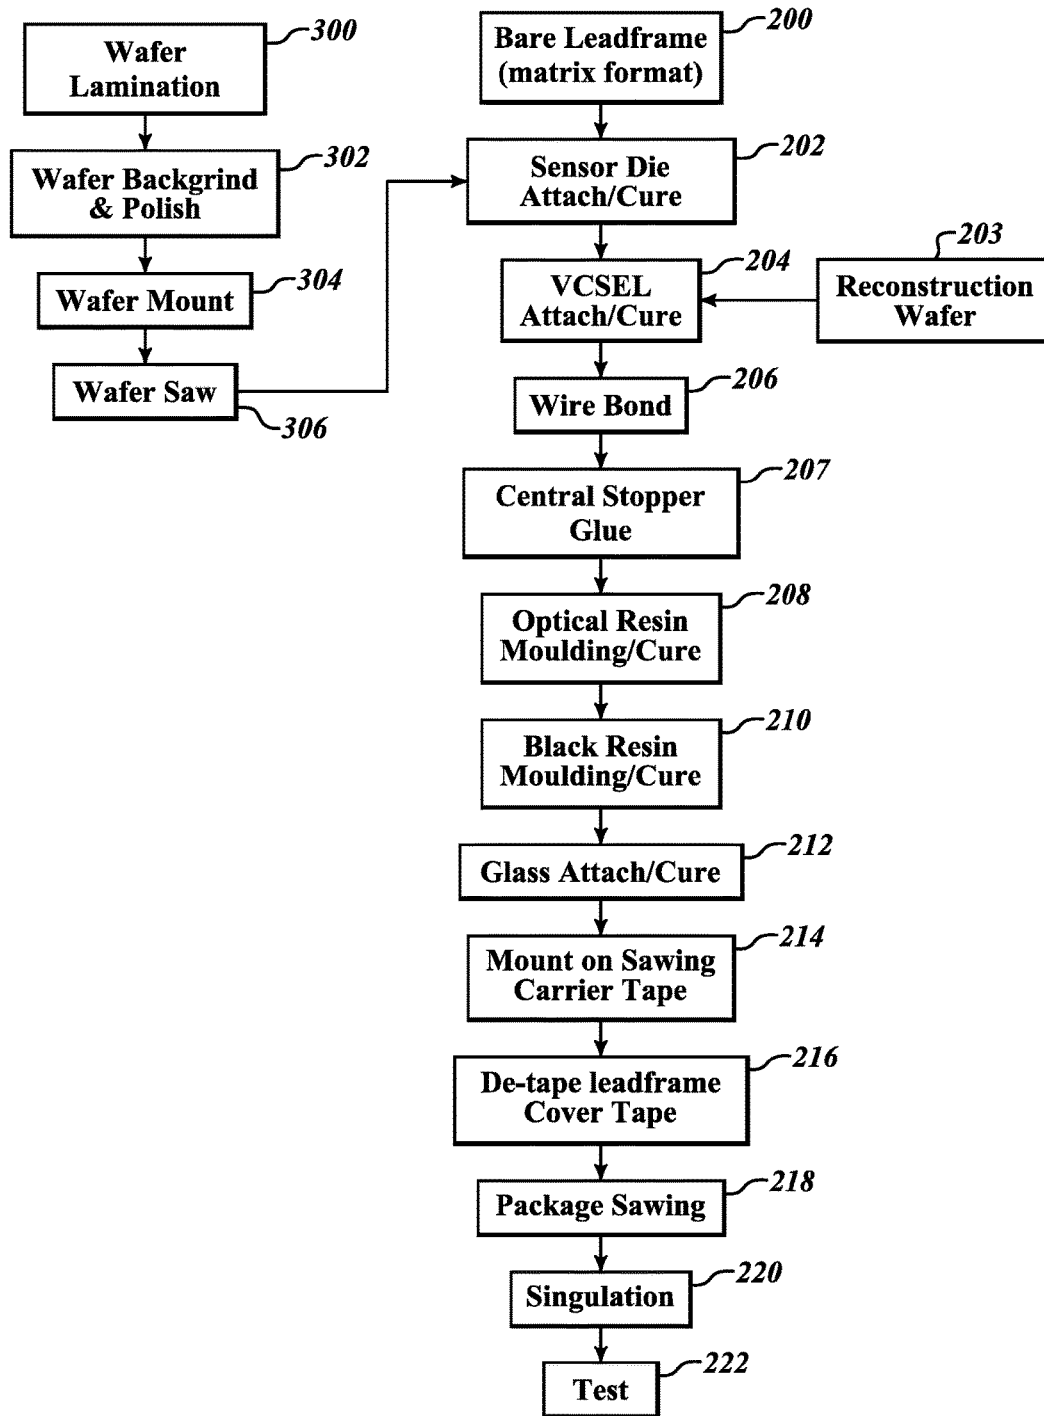 300
Wafer
Lamination
302
Wafer Backgrind
& Polish
304
Wafer Mount
Wafer Saw
306
200
Bare Leadframe
(matrix format)
202
Sensor Die
Attach/Cure
204
VCSEL
Attach/Cure
203
Reconstruction
Wafer
206
Wire Bond
207
Central Stopper
Glue
208
Optical Resin
Moulding/Cure
210
Black Resin
Moulding/Cure
212
Glass Attach/Cure
214
Mount on Sawing
Carrier Tape
216
De-tape leadframe
Cover Tape
218
Package Sawing
220
Singulation
222
Test